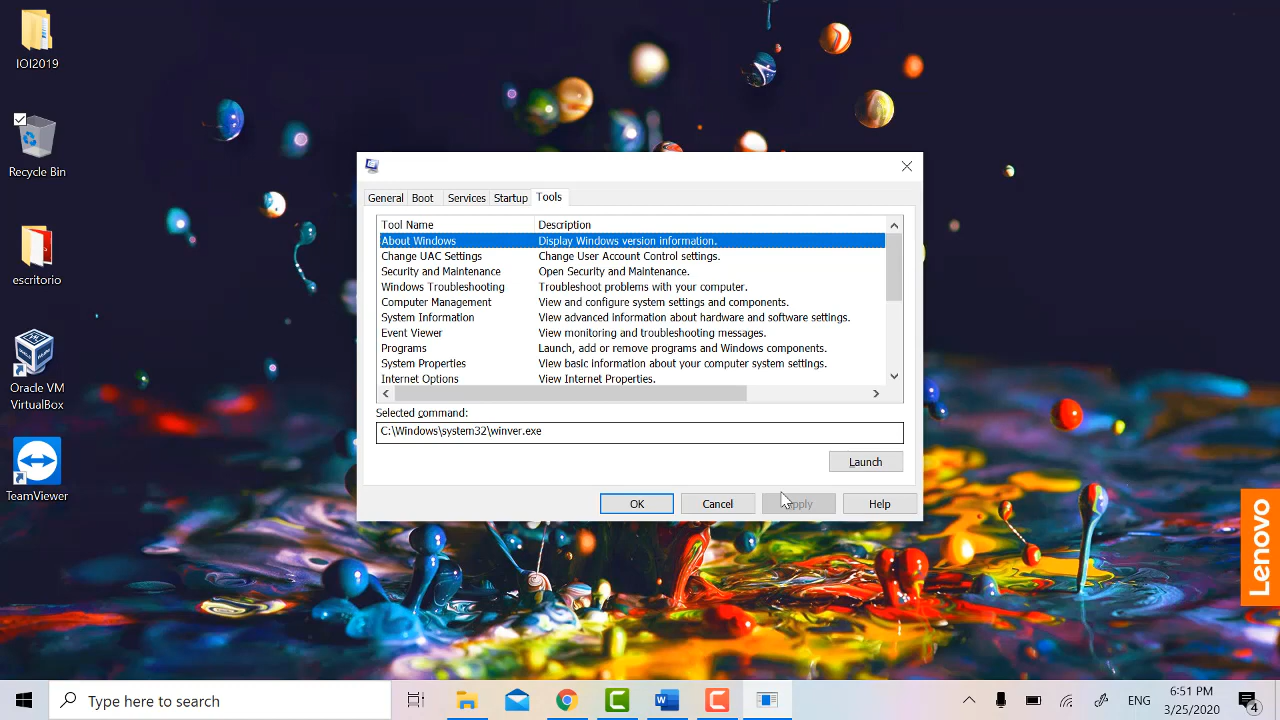 IOI2019
Recycle Bin
escritorio
Oracle VM
VirtualBox
TeamViewer
General Boot Services Startup Tools
Tool Name Description
About Windows Display Windows version information.
Change UAC Settings Change User Account Control settings.
Security and Maintenance Open Security and Maintenance.
Windows Troubleshooting Troubleshoot problems with your computer.
Computer Management View and configure system settings and components.
System Information View advanced information about hardware and software settings.
Event Viewer View monitoring and troubleshooting messages.
Programs Launch, add or remove programs and Windows components.
System Properties View basic information about your computer system settings.
Internet Options View Internet Properties.
Selected command:
C:\Windows\system32\winver.exe
Launch
OK Cancel Apply Help
Lenovo
Type here to search
ENG
6:51 PM
3/25/2020
4